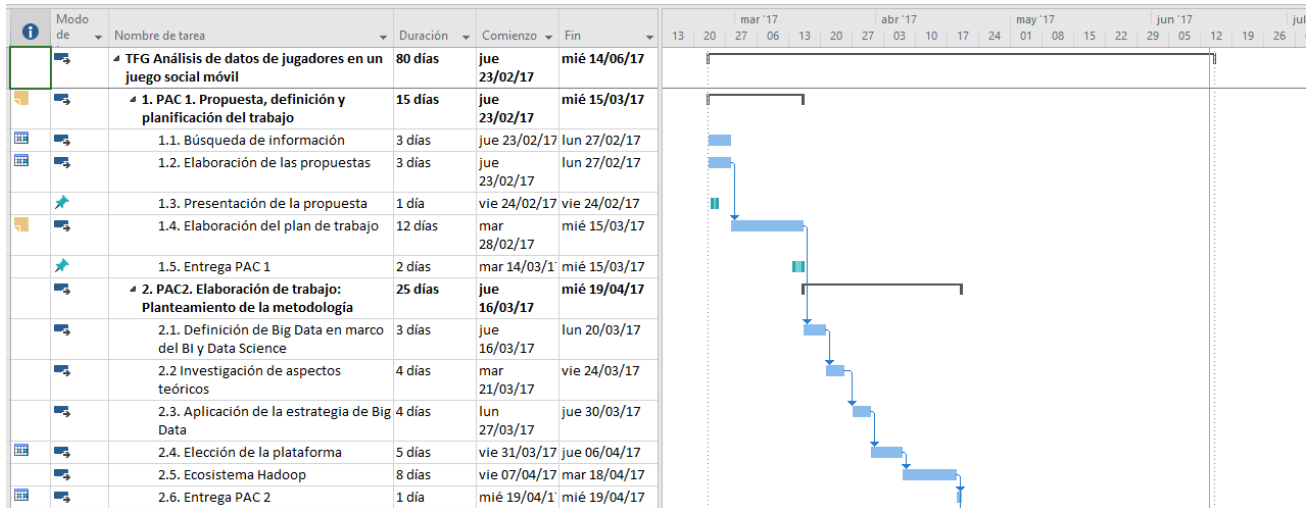 Modo de
Nombre de tarea
Duración
Comienzo
Fin
mar '17
abr '17
may '17
jun '17
jul
13 20 27 06 13 20 27 03 10 17 24 01 08 15 22 29 05 12 19 26
TFG Análisis de datos de jugadores en un
juego social móvil
80 días
jue
23/02/17
mié 14/06/17
1. PAC 1. Propuesta, definición y
planificación del trabajo
15 días
jue
23/02/17
mié 15/03/17
1.1. Búsqueda de información
3 días
jue 23/02/17
lun 27/02/17
1.2. Elaboración de las propuestas
3 días
jue
23/02/17
lun 27/02/17
1.3. Presentación de la propuesta
1 día
vie 24/02/17
vie 24/02/17
1.4. Elaboración del plan de trabajo
12 días
mar
28/02/17
mié 15/03/17
1.5. Entrega PAC 1
2 días
mar 14/03/1
mié 15/03/17
2. PAC2. Elaboración de trabajo:
Planteamiento de la metodología
25 días
jue
16/03/17
mié 19/04/17
2.1. Definición de Big Data en marco
del BI y Data Science
3 días
jue
16/03/17
lun 20/03/17
2.2 Investigación de aspectos
teóricos
4 días
mar
21/03/17
vie 24/03/17
2.3. Aplicación de la estrategia de Big
Data
4 días
lun
27/03/17
jue 30/03/17
2.4. Elección de la plataforma
5 días
vie 31/03/17
jue 06/04/17
2.5. Ecosistema Hadoop
8 días
vie 07/04/17
mar 18/04/17
2.6. Entrega PAC 2
1 día
mié 19/04/1
mié 19/04/17